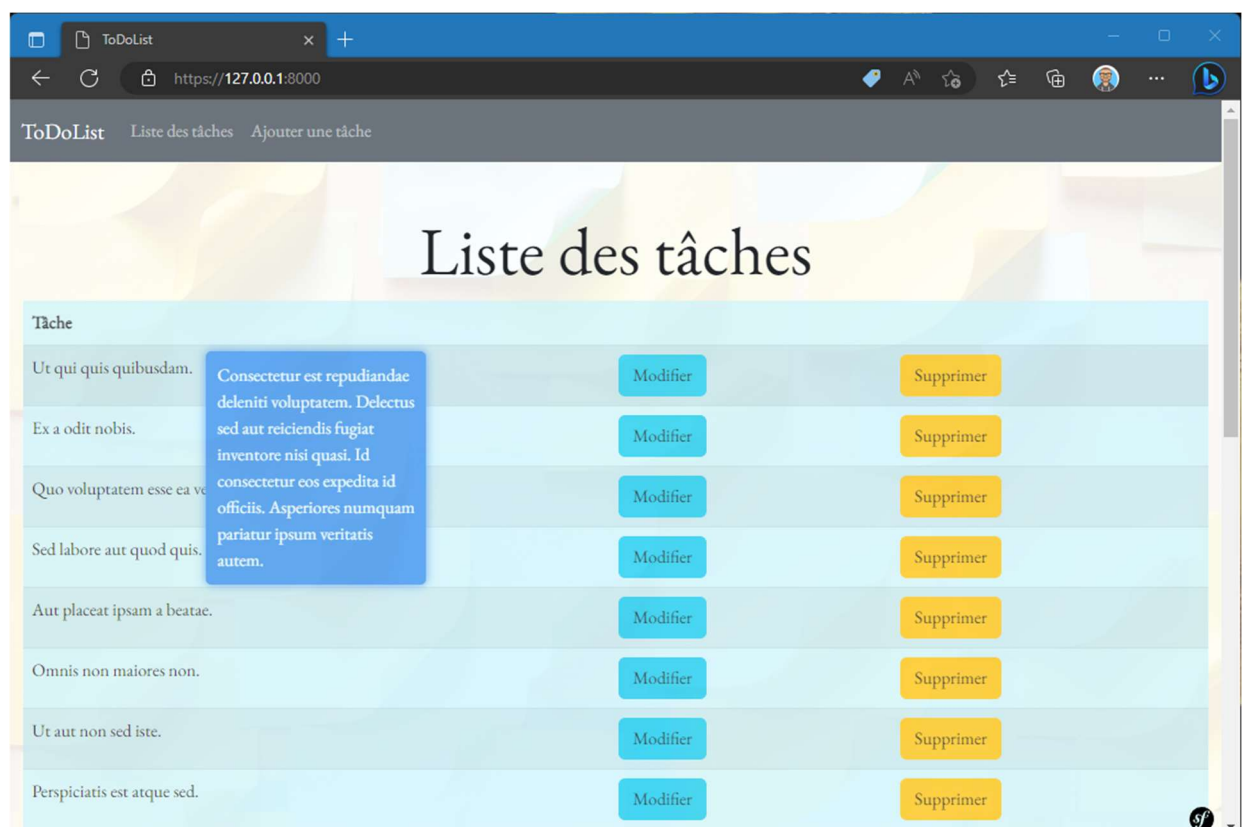 ToDoList
https://127.0.0.1:8000
ToDoList Liste des tâches Ajouter une tâche
Liste des tâches
Tâche
Ut qui quis quibusdam.
Consectetur est repudiandae
deleniti voluptatem. Delectus
sed aut reiciendis fugiat
inventore nisi quasi. Id
consectetur eos expedita id
officiis. Asperiores numquam
pariatur ipsum veritatis
autem.
Modifier Supprimer
Ex a odit nobis. Modifier Supprimer
Quo voluptatem esse ea Modifier Supprimer
Sed labore aut quod quis. Modifier Supprimer
Aut placeat ipsam a beatae. Modifier Supprimer
Omnis non maiores non. Modifier Supprimer
Ut aut non sed iste. Modifier Supprimer
Perspiciatis est atque sed. Modifier Supprimer
sf